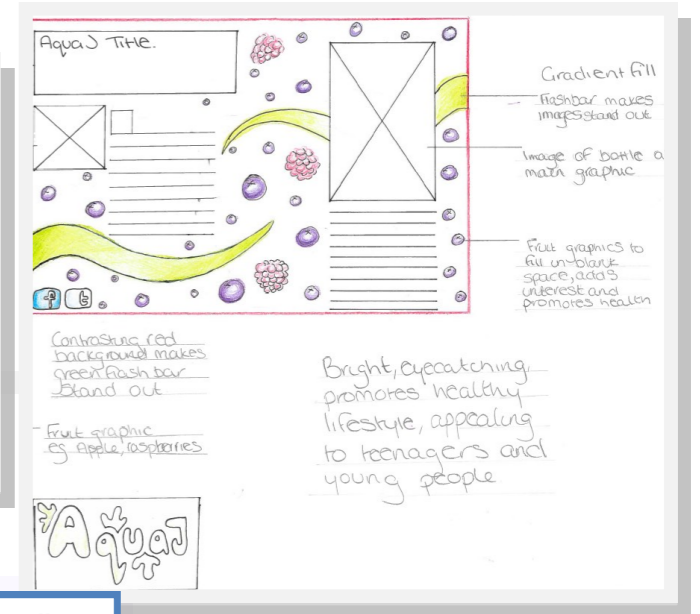 AquaJ Title.
Gradient fill
flashbar makes
images stand out
Image of bottle a
main graphic
Fruit graphics to
fill in blank
space, adds
interest and
promotes health
f t
Contrasting red
background makes
green flash bar
Stand out
Fruit graphic
eg Apple, raspberries
Bright, eyecatching,
promotes healthy
lifestyle, appealing
to teenagers and
young people
AquaJ